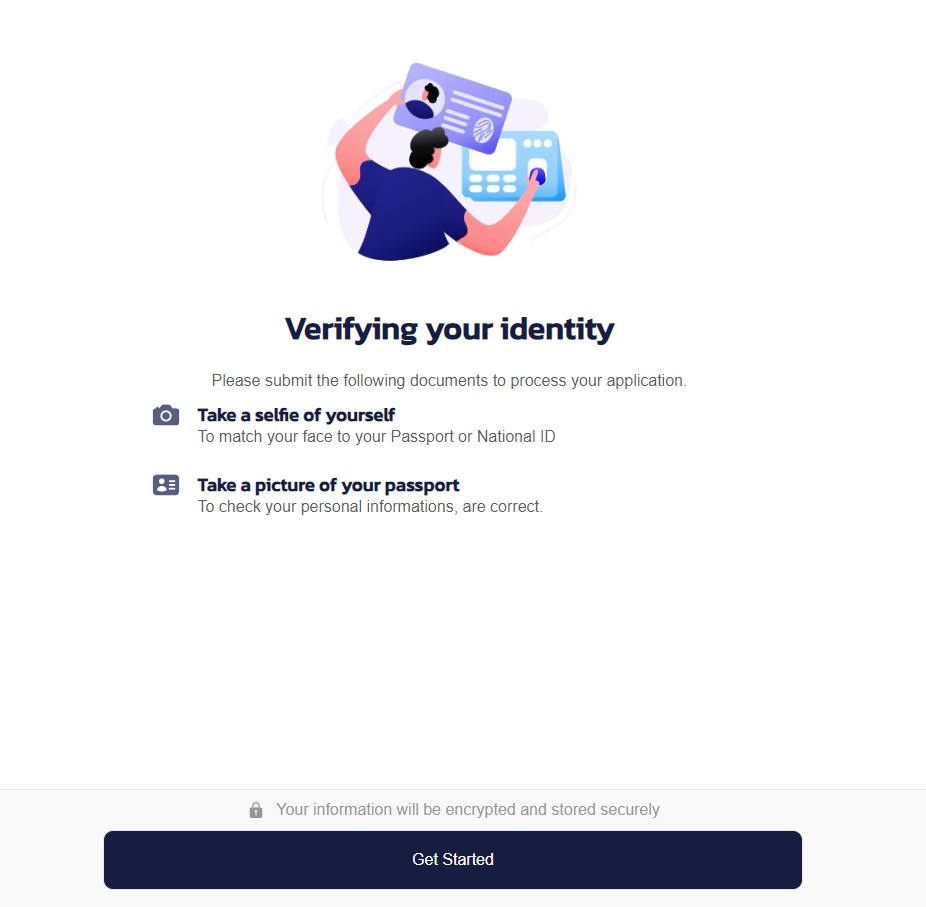 Verifying your identity
Please submit the following documents to process your application.
Take a selfie of yourself
To match your face to your Passport or National ID
Take a picture of your passport
To check your personal informations, are correct.
Your information will be encrypted and stored securely
Get Started